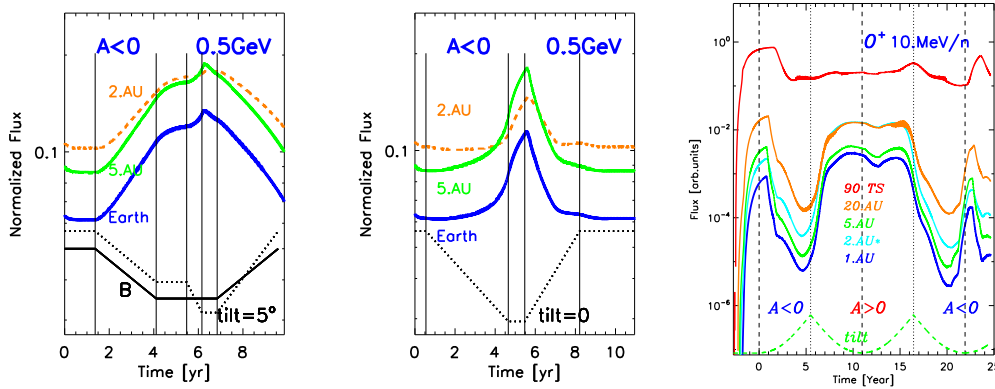 A<0 0.5GeV
2.AU
5.AU
Earth
B
tilt=5°
Normalized Flux
0.1
0 2 4 6 8
Time [yr]
A<0 0.5GeV
2.AU
5.AU
Earth
tilt=0
Normalized Flux
0.1
0 2 4 6 8 10
Time [yr]
O+ 10.MeV/n
90 TS
20.AU
5.AU
2.AU*
1.AU
A<0 A>0 A<0
tilt
Flux [arb.units]
10^0
10^-2
10^-4
10^-6
0 5 10 15 20 25
Time [Year]